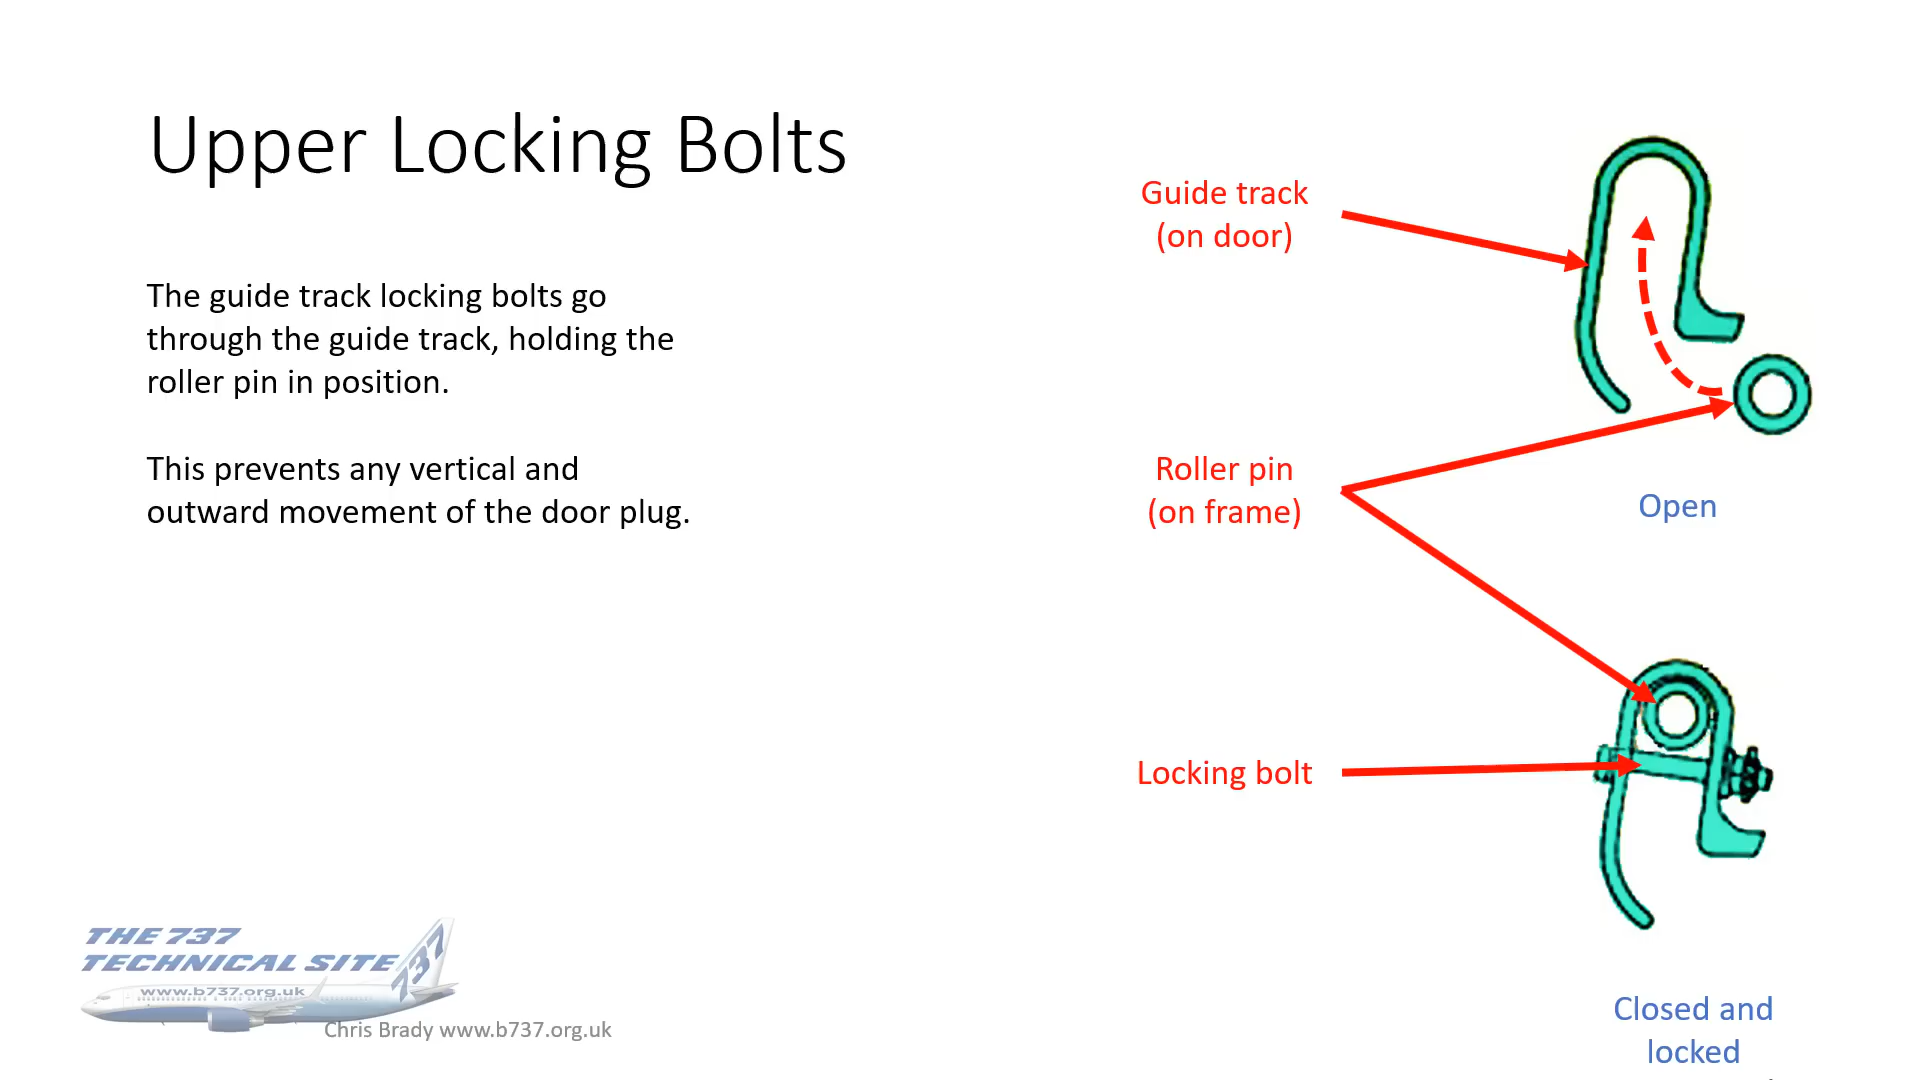 Upper Locking Bolts
The guide track locking bolts go
through the guide track, holding the
roller pin in position.
This prevents any vertical and
outward movement of the door plug.
Guide track
(on door)
Roller pin
(on frame)
Open
Locking bolt
Closed and
locked
THE 737
TECHNICAL SITE
737
www.b737.org.uk
Chris Brady www.b737.org.uk